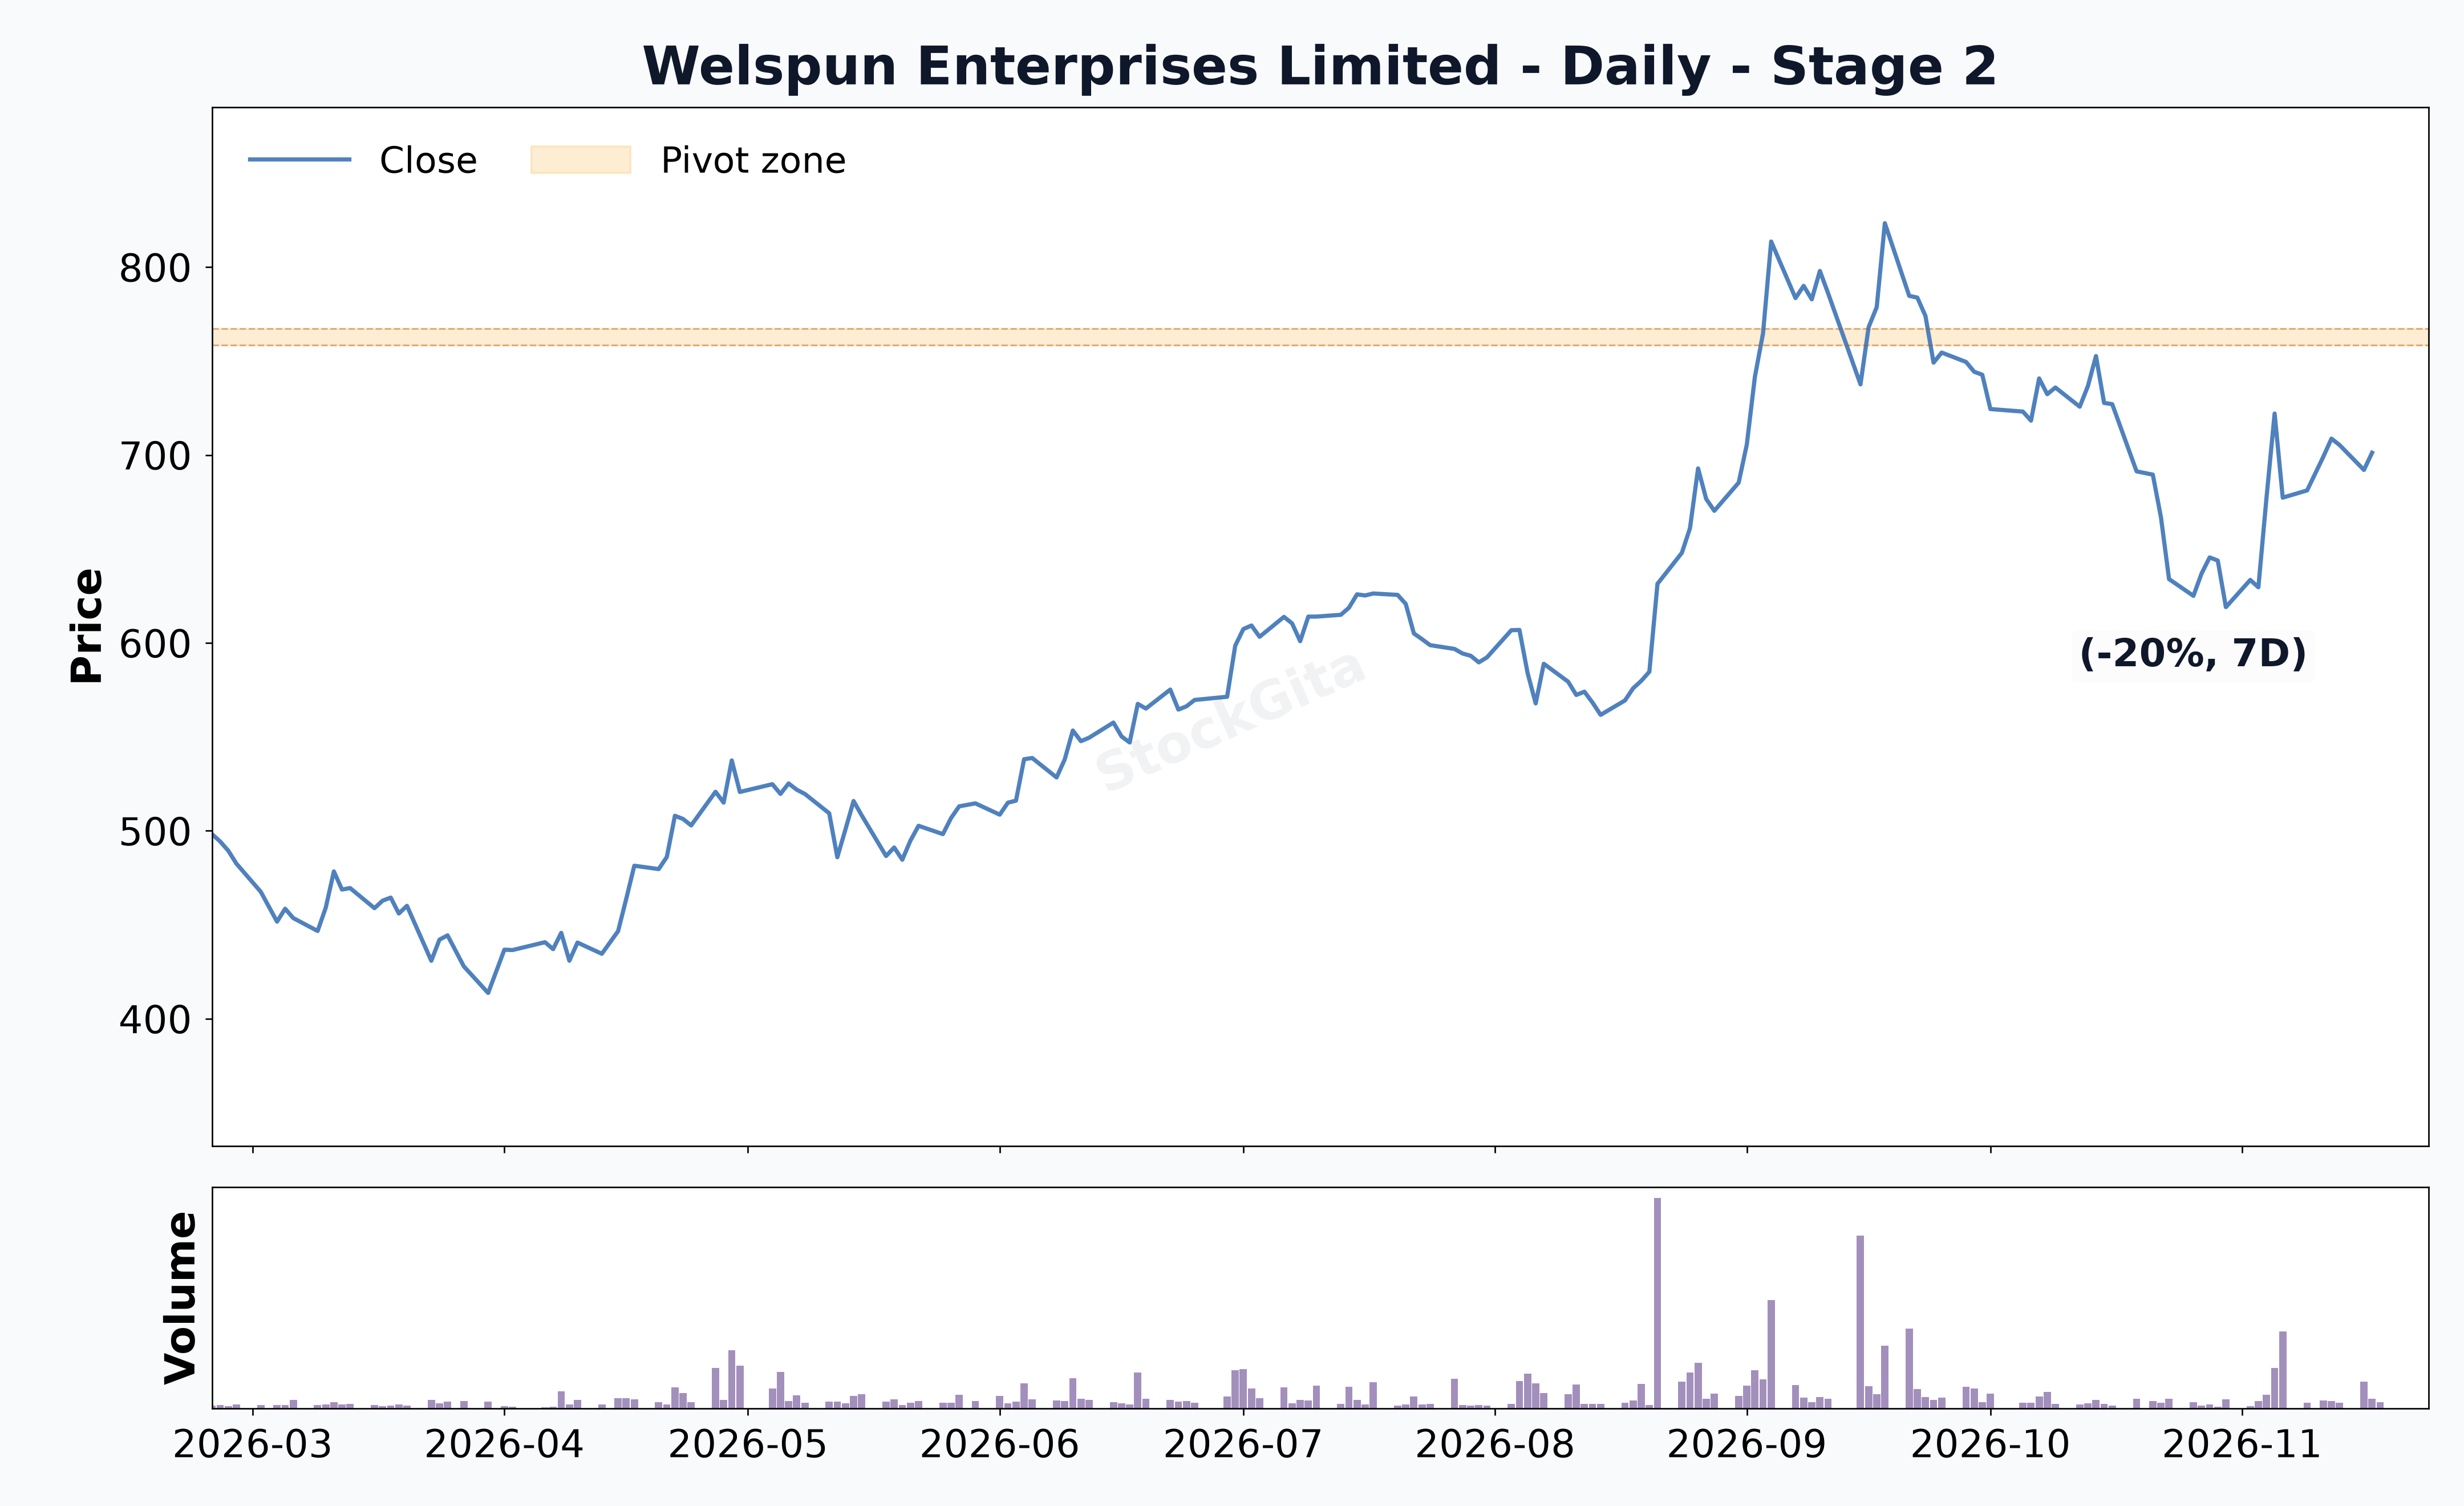 Welspun Enterprises Limited - Daily - Stage 2
Close
Pivot zone
800
700
600
500
400
Price
(-20%, 7D)
StockGita
Volume
2026-03
2026-04
2026-05
2026-06
2026-07
2026-08
2026-09
2026-10
2026-11